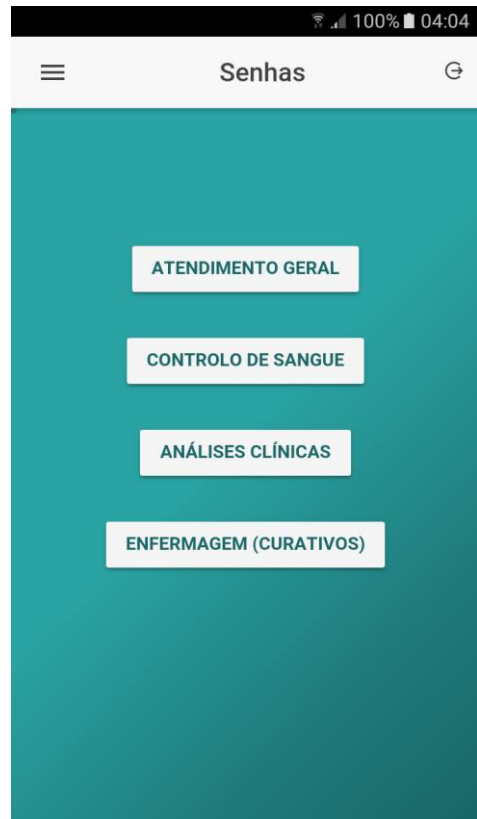 100% 04:04
Senhas
ATENDIMENTO GERAL
CONTROLO DE SANGUE
ANÁLISES CLÍNICAS
ENFERMAGEM (CURATIVOS)